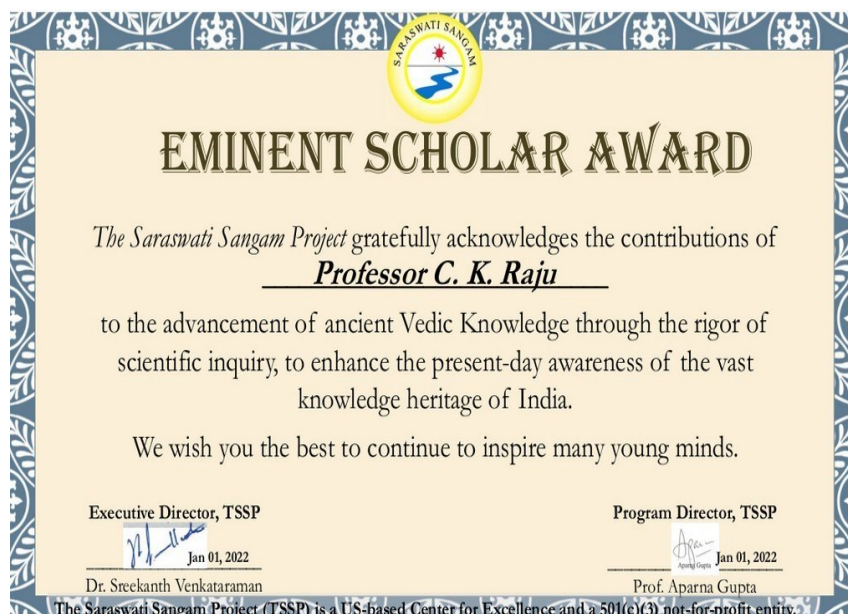 SARASWATI SANGAM
EMINENT SCHOLAR AWARD
The Saraswati Sangam Project gratefully acknowledges the contributions of
Professor C. K. Raju
to the advancement of ancient Vedic Knowledge through the rigor of
scientific inquiry, to enhance the present-day awareness of the vast
knowledge heritage of India.
We wish you the best to continue to inspire many young minds.
Executive Director, TSSP
Jan 01, 2022
Dr. Sreekanth Venkataraman
Program Director, TSSP
Aparna Gupta
Jan 01, 2022
Prof. Aparna Gupta
The Saraswati Sangam Project (TSSP) is a US-based Center for Excellence and a 501(c)(3) not-for-profit entity.